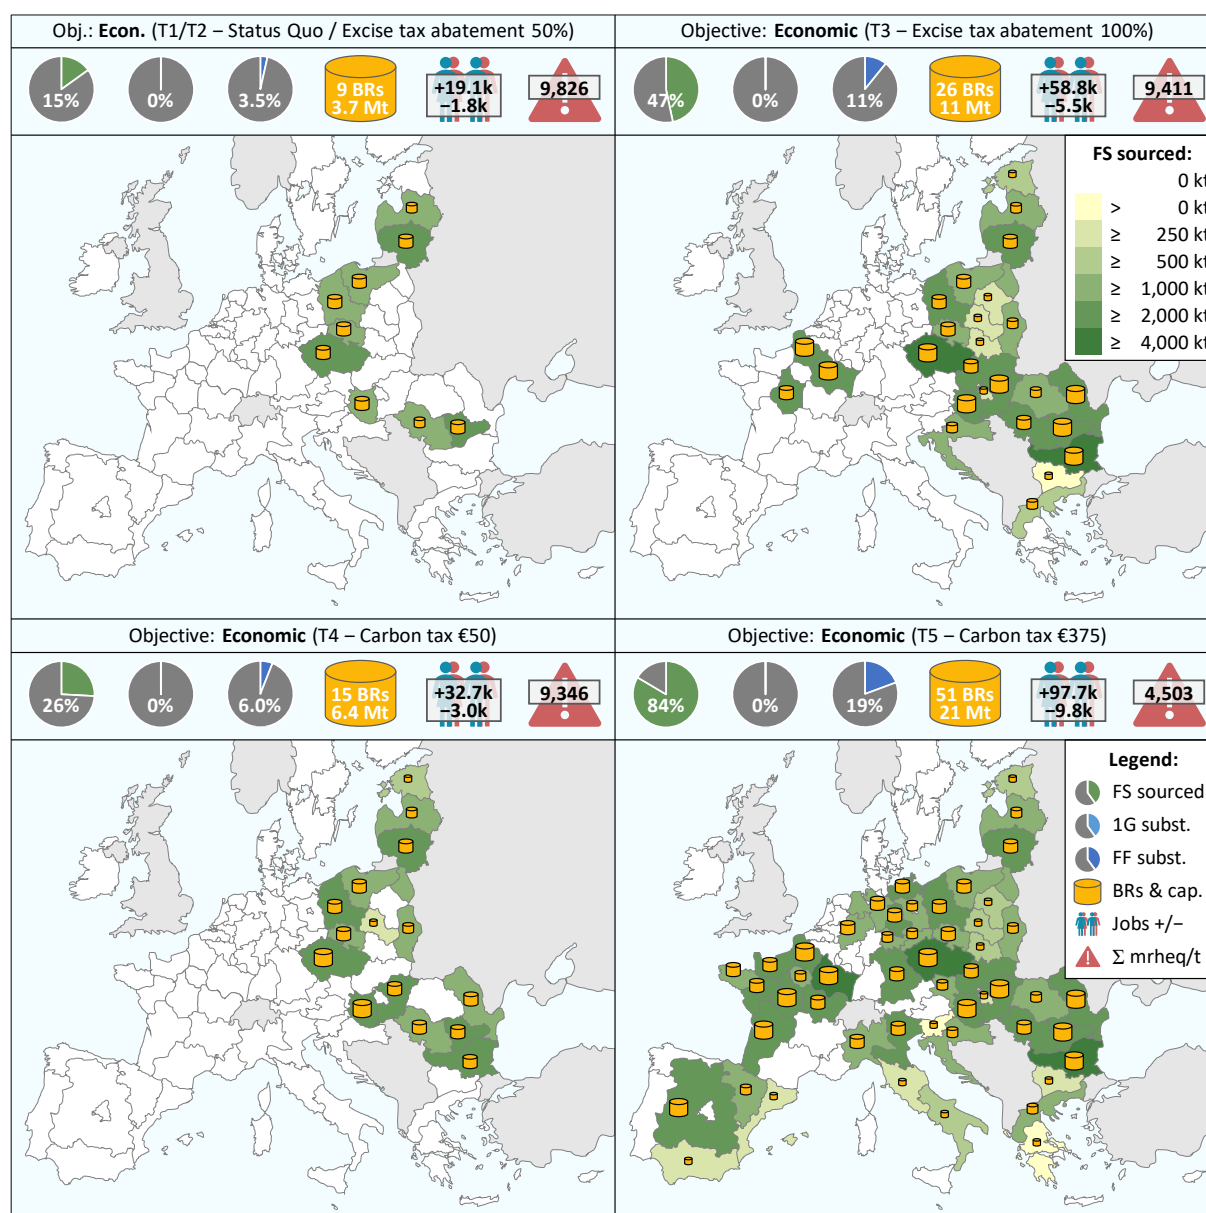 Obj.: Econ. (T1/T2 – Status Quo / Excise tax abatement 50%)
15%
0%
3.5%
9 BRs
3.7 Mt
+19.1k
−1.8k
9,826
Objective: Economic (T3 – Excise tax abatement 100%)
47%
0%
11%
26 BRs
11 Mt
+58.8k
−5.5k
9,411
FS sourced:
0 kt
> 0 kt
≥ 250 kt
≥ 500 kt
≥ 1,000 kt
≥ 2,000 kt
≥ 4,000 kt
Objective: Economic (T4 – Carbon tax €50)
26%
0%
6.0%
15 BRs
6.4 Mt
+32.7k
−3.0k
9,346
Objective: Economic (T5 – Carbon tax €375)
84%
0%
19%
51 BRs
21 Mt
+97.7k
−9.8k
4,503
Legend:
FS sourced
1G subst.
FF subst.
BRs & cap.
Jobs +/−
Σ mrheq/t